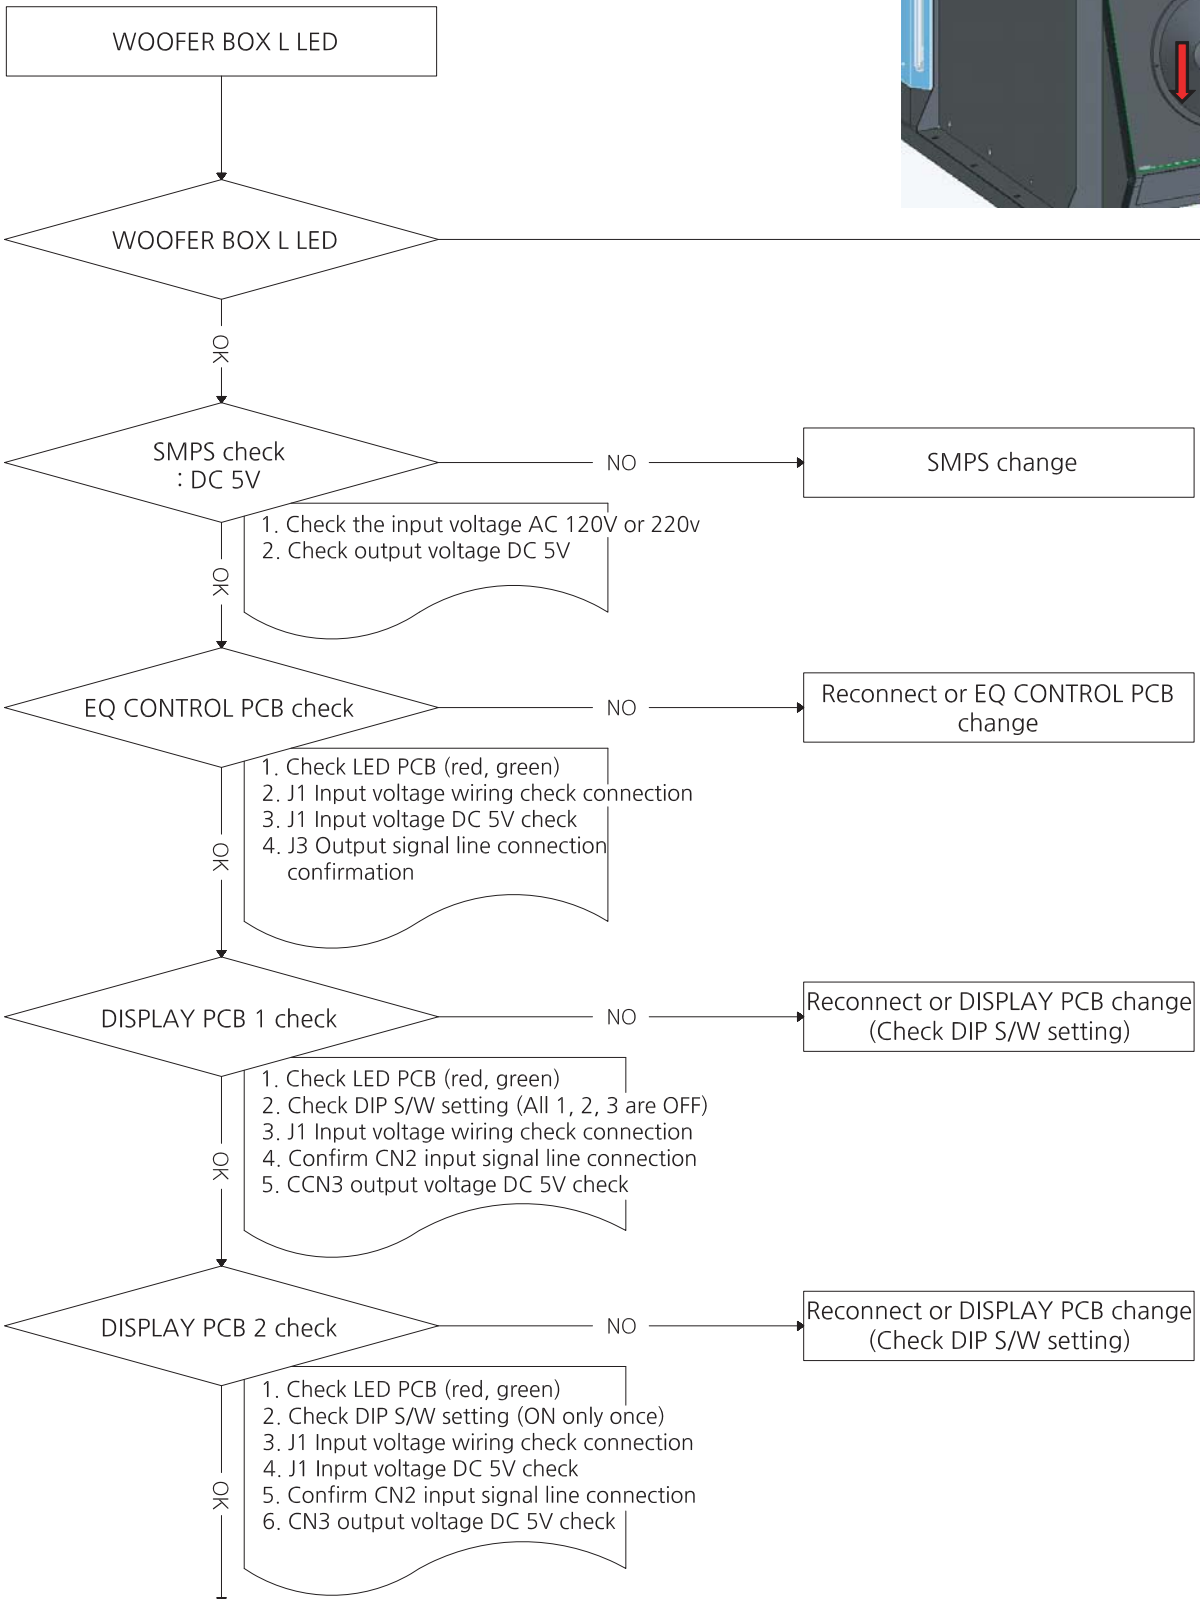 WOOFER BOX L LED
WOOFER BOX L LED
OK
SMPS check
: DC 5V
NO
SMPS change
1. Check the input voltage AC 120V or 220v
2. Check output voltage DC 5V
OK
EQ CONTROL PCB check
NO
Reconnect or EQ CONTROL PCB
change
1. Check LED PCB (red, green)
2. J1 Input voltage wiring check connection
3. J1 Input voltage DC 5V check
4. J3 Output signal line connection
confirmation
OK
DISPLAY PCB 1 check
NO
Reconnect or DISPLAY PCB change
(Check DIP S/W setting)
1. Check LED PCB (red, green)
2. Check DIP S/W setting (All 1, 2, 3 are OFF)
3. J1 Input voltage wiring check connection
4. Confirm CN2 input signal line connection
5. CCN3 output voltage DC 5V check
OK
DISPLAY PCB 2 check
NO
Reconnect or DISPLAY PCB change
(Check DIP S/W setting)
1. Check LED PCB (red, green)
2. Check DIP S/W setting (ON only once)
3. J1 Input voltage wiring check connection
4. J1 Input voltage DC 5V check
5. Confirm CN2 input signal line connection
6. CN3 output voltage DC 5V check
OK